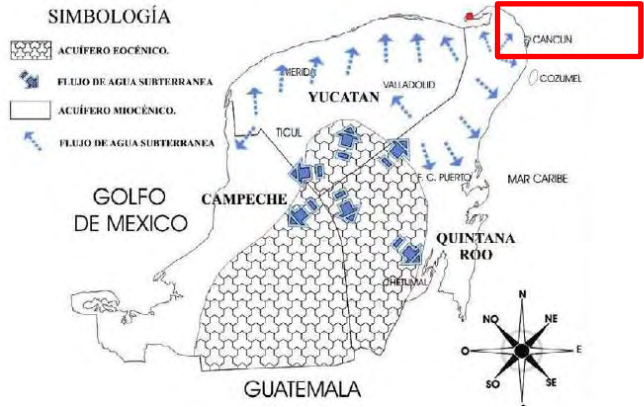 SIMBOLOGÍA
ACUÍFERO EOCÉNICO.
FLUJO DE AGUA SUBTERRANEA
ACUÍFERO MIOCÉNICO.
FLUJO DE AGUA SUBTERRANEA
CANCUN
COZUMEL
MERIDA
VALLADOLID
YUCATAN
TICUL
F. C. PUERTO
MAR CARIBE
GOLFO
DE MEXICO
CAMPECHE
QUINTANA
ROO
CHETUMAL
GUATEMALA
N
NO
NE
O
E
SO
SE